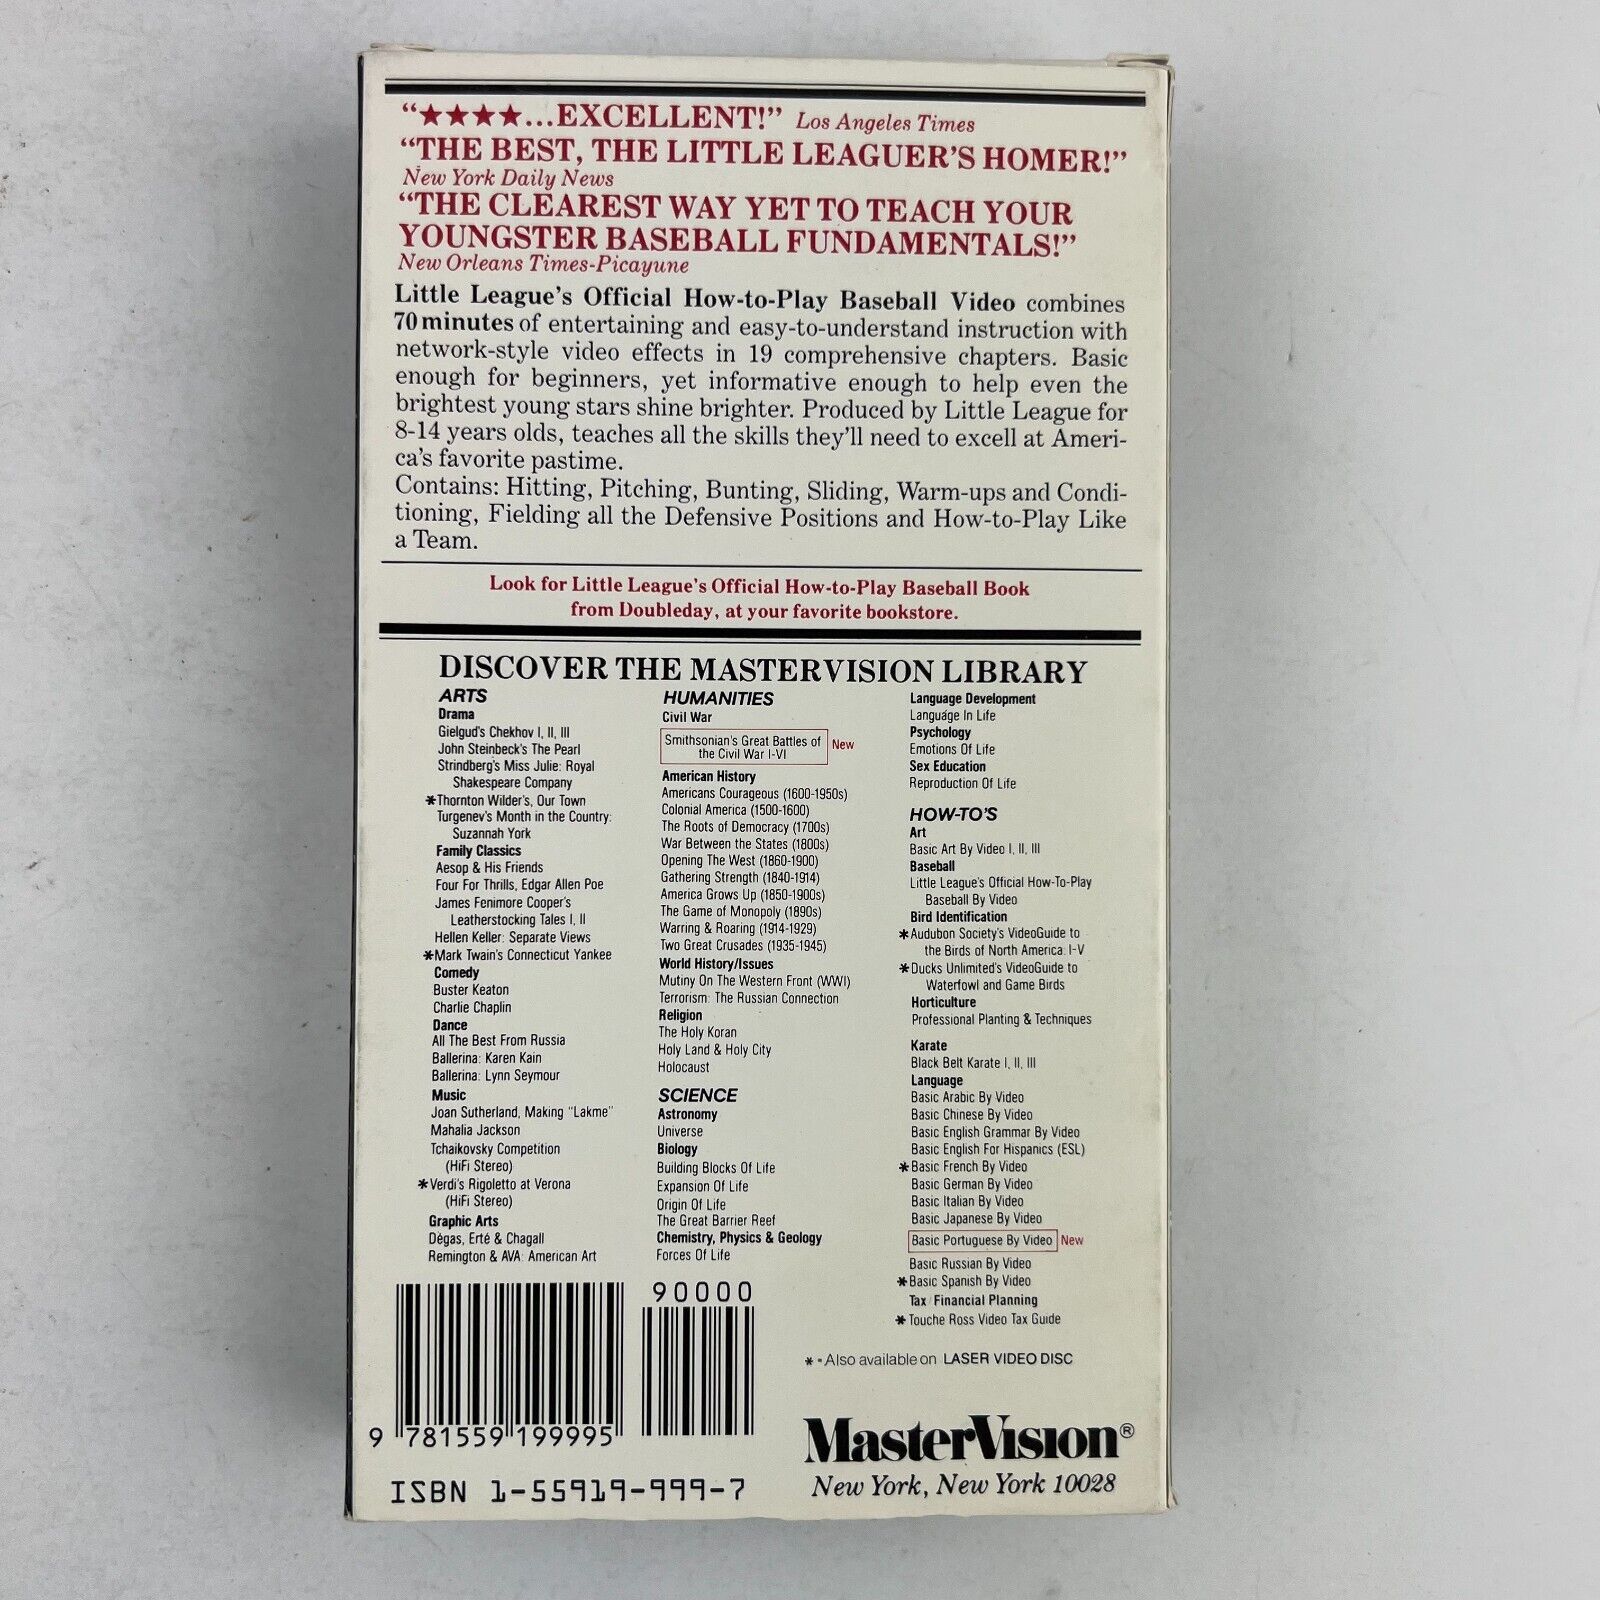 “★★★★...EXCELLENT!” Los Angeles Times
“THE BEST, THE LITTLE LEAGUER'S HOMER!”
New York Daily News
“THE CLEAREST WAY YET TO TEACH YOUR
YOUNGSTER BASEBALL FUNDAMENTALS!”
New Orleans Times-Picayune
Little League's Official How-to-Play Baseball Video combines
70 minutes of entertaining and easy-to-understand instruction with
network-style video effects in 19 comprehensive chapters. Basic
enough for beginners, yet informative enough to help even the
brightest young stars shine brighter. Produced by Little League for
8-14 years olds, teaches all the skills they'll need to excell at Ameri-
ca's favorite pastime.
Contains: Hitting, Pitching, Bunting, Sliding, Warm-ups and Condi-
tioning, Fielding all the Defensive Positions and How-to-Play Like
a Team.
Look for Little League's Official How-to-Play Baseball Book
from Doubleday, at your favorite bookstore.
DISCOVER THE MASTERVISION LIBRARY
ARTS
Drama
Gielgud's Chekhov I, II, III
John Steinbeck's The Pearl
Strindberg's Miss Julie: Royal
Shakespeare Company
*Thornton Wilder's, Our Town
Turgenev's Month in the Country:
Suzannah York
Family Classics
Aesop & His Friends
Four For Thrills, Edgar Allen Poe
James Fenimore Cooper's
Leatherstocking Tales I, II
Hellen Keller: Separate Views
*Mark Twain's Connecticut Yankee
Comedy
Buster Keaton
Charlie Chaplin
Dance
All The Best From Russia
Ballerina: Karen Kain
Ballerina: Lynn Seymour
Music
Joan Sutherland, Making "Lakme"
Mahalia Jackson
Tchaikovsky Competition
(HiFi Stereo)
*Verdi's Rigoletto at Verona
(HiFi Stereo)
Graphic Arts
Dègas, Erté & Chagall
Remington & AVA: American Art
HUMANITIES
Civil War
Smithsonian's Great Battles of
the Civil War I-VI
New
American History
Americans Courageous (1600-1950s)
Colonial America (1500-1600)
The Roots of Democracy (1700s)
War Between the States (1800s)
Opening The West (1860-1900)
Gathering Strength (1840-1914)
America Grows Up (1850-1900s)
The Game of Monopoly (1890s)
Warring & Roaring (1914-1929)
Two Great Crusades (1935-1945)
World History/Issues
Mutiny On The Western Front (WWI)
Terrorism: The Russian Connection
Religion
The Holy Koran
Holy Land & Holy City
Holocaust
SCIENCE
Astronomy
Universe
Biology
Building Blocks Of Life
Expansion Of Life
Origin Of Life
The Great Barrier Reef
Chemistry, Physics & Geology
Forces Of Life
Language Development
Language In Life
Psychology
Emotions Of Life
Sex Education
Reproduction Of Life
HOW-TO'S
Art
Basic Art By Video I, II, III
Baseball
Little League's Official How-To-Play
Baseball By Video
Bird Identification
*Audubon Society's VideoGuide to
the Birds of North America: I-V
*Ducks Unlimited's VideoGuide to
Waterfowl and Game Birds
Horticulture
Professional Planting & Techniques
Karate
Black Belt Karate I, II, III
Language
Basic Arabic By Video
Basic Chinese By Video
Basic English Grammar By Video
Basic English For Hispanics (ESL)
*Basic French By Video
Basic German By Video
Basic Italian By Video
Basic Japanese By Video
Basic Portuguese By Video New
Basic Russian By Video
*Basic Spanish By Video
Tax/Financial Planning
*Touche Ross Video Tax Guide
* - Also available on LASER VIDEO DISC
90000
9 781559 199995
ISBN 1-55919-999-7
MasterVision®
New York, New York 10028